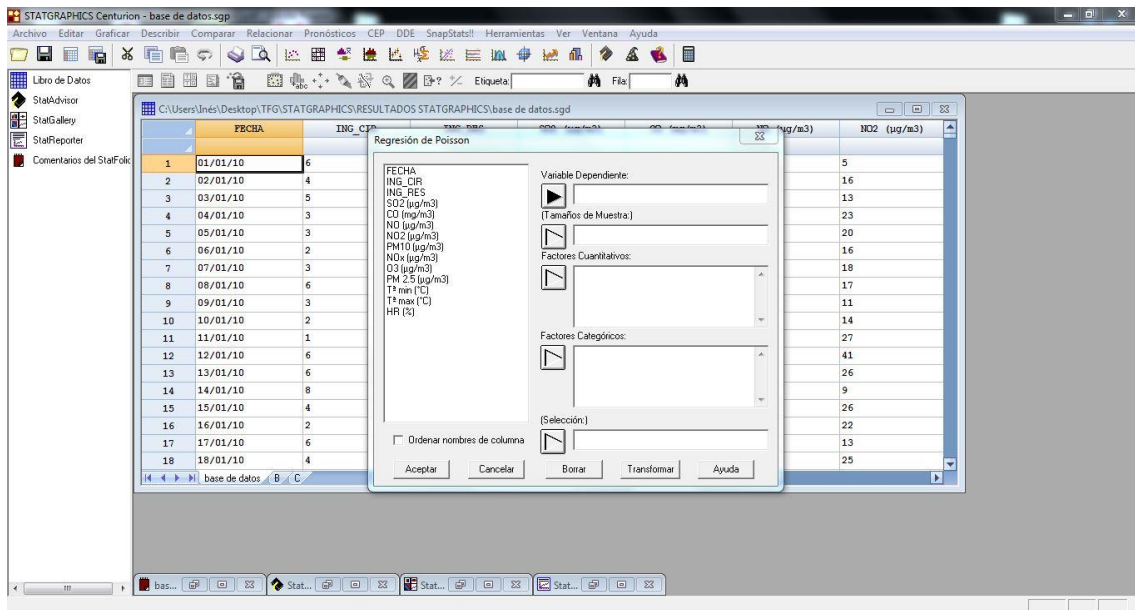 STATGRAPHICS Centurion - base de datos.sgp
Archivo Editar Graficar Describir Comparar Relacionar Pronósticos CEP DDE SnapStats!! Herramientas Ver Ventana Ayuda
Etiqueta: Fila:
Libro de Datos
StatAdvisor
StatGallery
StatReporter
Comentarios del StatFolic
C:\Users\Inés\Desktop\TFG\STATGRAPHICS\RESULTADOS STATGRAPHICS\base de datos.sgd
FECHA ING_CIR NO2 (µg/m3)
1 01/01/10 6 5
2 02/01/10 4 16
3 03/01/10 5 13
4 04/01/10 3 23
5 05/01/10 3 20
6 06/01/10 2 16
7 07/01/10 3 18
8 08/01/10 6 17
9 09/01/10 3 11
10 10/01/10 2 14
11 11/01/10 1 27
12 12/01/10 6 41
13 13/01/10 6 26
14 14/01/10 8 9
15 15/01/10 4 26
16 16/01/10 2 22
17 17/01/10 6 13
18 18/01/10 4 25
base de datos B C
Regresión de Poisson
FECHA
ING_CIR
ING_RES
SO2 (µg/m3)
CO (mg/m3)
NO (µg/m3)
NO2 (µg/m3)
PM10 (µg/m3)
NOx (µg/m3)
O3 (µg/m3)
PM 2.5 (µg/m3)
Tª min (°C)
Tª max (°C)
HR (%)
Ordenar nombres de columna
Variable Dependiente:
(Tamaños de Muestra:)
Factores Cuantitativos:
Factores Categóricos:
(Selección:)
Aceptar Cancelar Borrar Transformar Ayuda
bas... Stat... Stat... Stat...